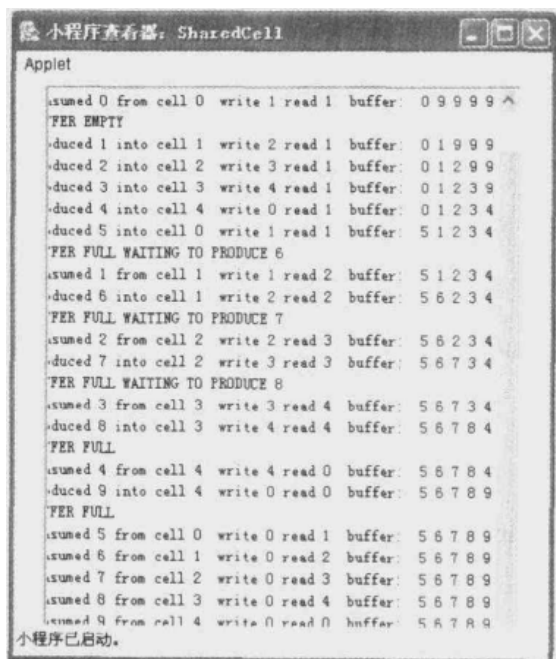 小程序查看器: SharedCell
Applet
sumed 0 from cell 0 write 1 read 1 buffer: 0 9 9 9 9
FER EMPTY
duced 1 into cell 1 write 2 read 1 buffer: 0 1 9 9 9
duced 2 into cell 2 write 3 read 1 buffer: 0 1 2 9 9
duced 3 into cell 3 write 4 read 1 buffer: 0 1 2 3 9
duced 4 into cell 4 write 0 read 1 buffer: 0 1 2 3 4
duced 5 into cell 0 write 1 read 1 buffer: 5 1 2 3 4
FER FULL WAITING TO PRODUCE 6
sumed 1 from cell 1 write 1 read 2 buffer: 5 1 2 3 4
duced 6 into cell 1 write 2 read 2 buffer: 5 6 2 3 4
FER FULL WAITING TO PRODUCE 7
sumed 2 from cell 2 write 2 read 3 buffer: 5 6 2 3 4
duced 7 into cell 2 write 3 read 3 buffer: 5 6 7 3 4
FER FULL WAITING TO PRODUCE 8
sumed 3 from cell 3 write 3 read 4 buffer: 5 6 7 3 4
duced 8 into cell 3 write 4 read 4 buffer: 5 6 7 8 4
FER FULL
sumed 4 from cell 4 write 4 read 0 buffer: 5 6 7 8 4
duced 9 into cell 4 write 0 read 0 buffer: 5 6 7 8 9
FER FULL
sumed 5 from cell 0 write 0 read 1 buffer: 5 6 7 8 9
sumed 6 from cell 1 write 0 read 2 buffer: 5 6 7 8 9
sumed 7 from cell 2 write 0 read 3 buffer: 5 6 7 8 9
sumed 8 from cell 3 write 0 read 4 buffer: 5 6 7 8 9
sumed 9 from cell 4 write 0 read 0 buffer: 5 6 7 8 9
小程序已启动。